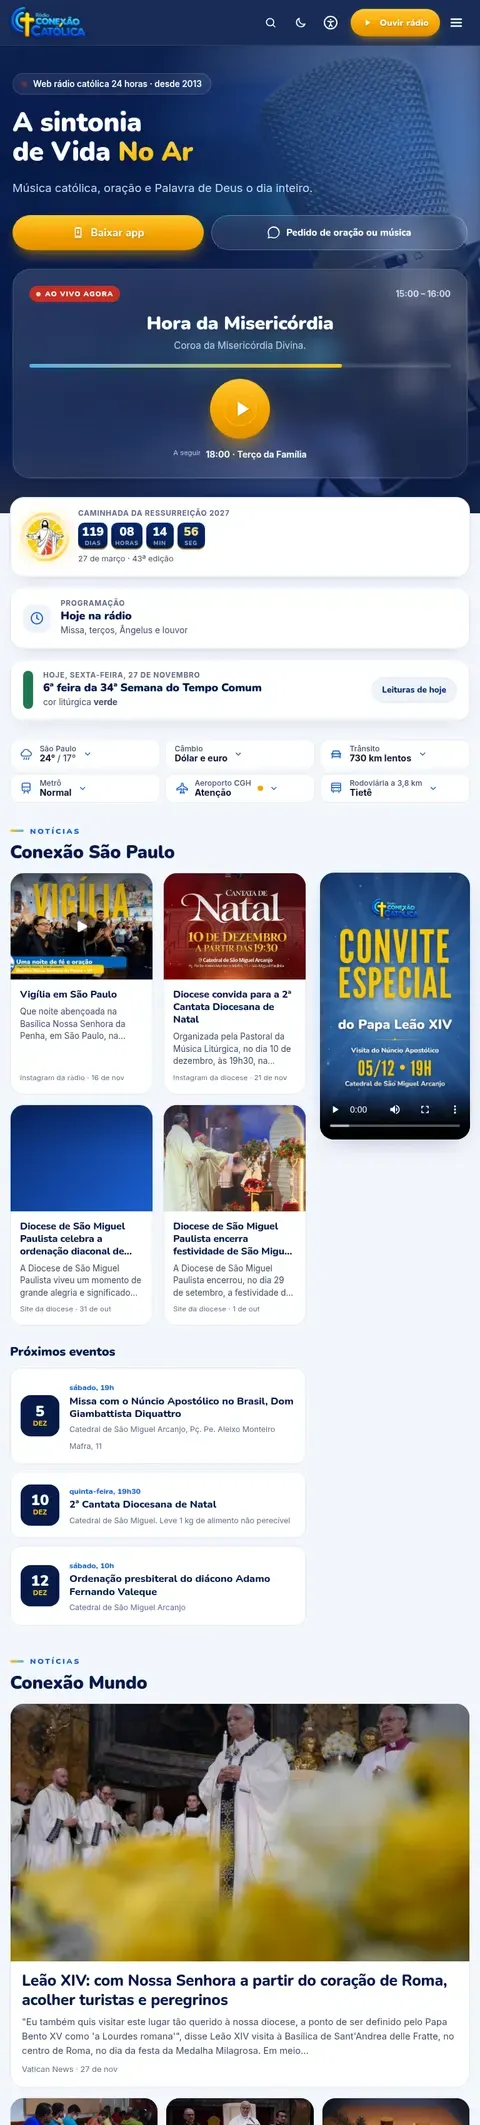 Rádio
CONEXÃO
CATÓLICA
Ouvir rádio
Web rádio católica 24 horas · desde 2013
A sintonia
de Vida No Ar
Música católica, oração e Palavra de Deus o dia inteiro.
Baixar app
Pedido de oração ou música
AO VIVO AGORA
15:00 – 16:00
Hora da Misericórdia
Coroa da Misericórdia Divina.
A seguir 18:00 · Terço da Família
CAMINHADA DA RESSURREIÇÃO 2027
119 08 14 56
DIAS HORAS MIN SEG
27 de março · 43ª edição
PROGRAMAÇÃO
Hoje na rádio
Missa, terços, Ângelus e louvor
HOJE, SEXTA-FEIRA, 27 DE NOVEMBRO
6ª feira da 34ª Semana do Tempo Comum
cor litúrgica verde
Leituras de hoje
São Paulo
24° / 17°
Câmbio
Dólar e euro
Trânsito
730 km lentos
Metrô
Normal
Aeroporto CGH
Atenção
Rodoviária a 3,8 km
Tietê
NOTÍCIAS
Conexão São Paulo
VIGÍLIA
Uma noite de fé e oração
Vigília em São Paulo
Que noite abençoada na
Basílica Nossa Senhora da
Penha, em São Paulo, na...
Instagram da rádio · 16 de nov
CANTATA DE
Natal
10 DE DEZEMBRO
A PARTIR DAS 19:30
Catedral de São Miguel Arcanjo
Diocese convida para a 2ª
Cantata Diocesana de
Natal
Organizada pela Pastoral da
Música Litúrgica, no dia 10 de
dezembro, às 19h30, na...
Instagram da diocese · 21 de nov
CONEXÃO
CATÓLICA
CONVITE
ESPECIAL
do Papa Leão XIV
Visita do Núncio Apostólico
05/12 • 19H
Catedral de São Miguel Arcanjo
0:00
Diocese de São Miguel
Paulista celebra a
ordenação diaconal de...
A Diocese de São Miguel
Paulista viveu um momento de
grande alegria e significado...
Site da diocese · 31 de out
Diocese de São Miguel
Paulista encerra
festividade de São Migu...
A Diocese de São Miguel
Paulista encerrou, no dia 29
de setembro, a festividade d...
Site da diocese · 1 de out
Próximos eventos
5
DEZ
sábado, 19h
Missa com o Núncio Apostólico no Brasil, Dom
Giambattista Diquattro
Catedral de São Miguel Arcanjo, Pç. Pe. Aleixo Monteiro
Mafra, 11
10
DEZ
quinta-feira, 19h30
2ª Cantata Diocesana de Natal
Catedral de São Miguel. Leve 1 kg de alimento não perecível
12
DEZ
sábado, 10h
Ordenação presbiteral do diácono Adamo
Fernando Valeque
Catedral de São Miguel Arcanjo
NOTÍCIAS
Conexão Mundo
Leão XIV: com Nossa Senhora a partir do coração de Roma,
acolher turistas e peregrinos
"Eu também quis visitar este lugar tão querido à nossa diocese, a ponto de ser definido pelo Papa
Bento XV como 'a Lourdes romana'", disse Leão XIV visita à Basílica de Sant'Andrea delle Fratte, no
centro de Roma, no dia da festa da Medalha Milagrosa. Em meio...
Vatican News · 27 de nov